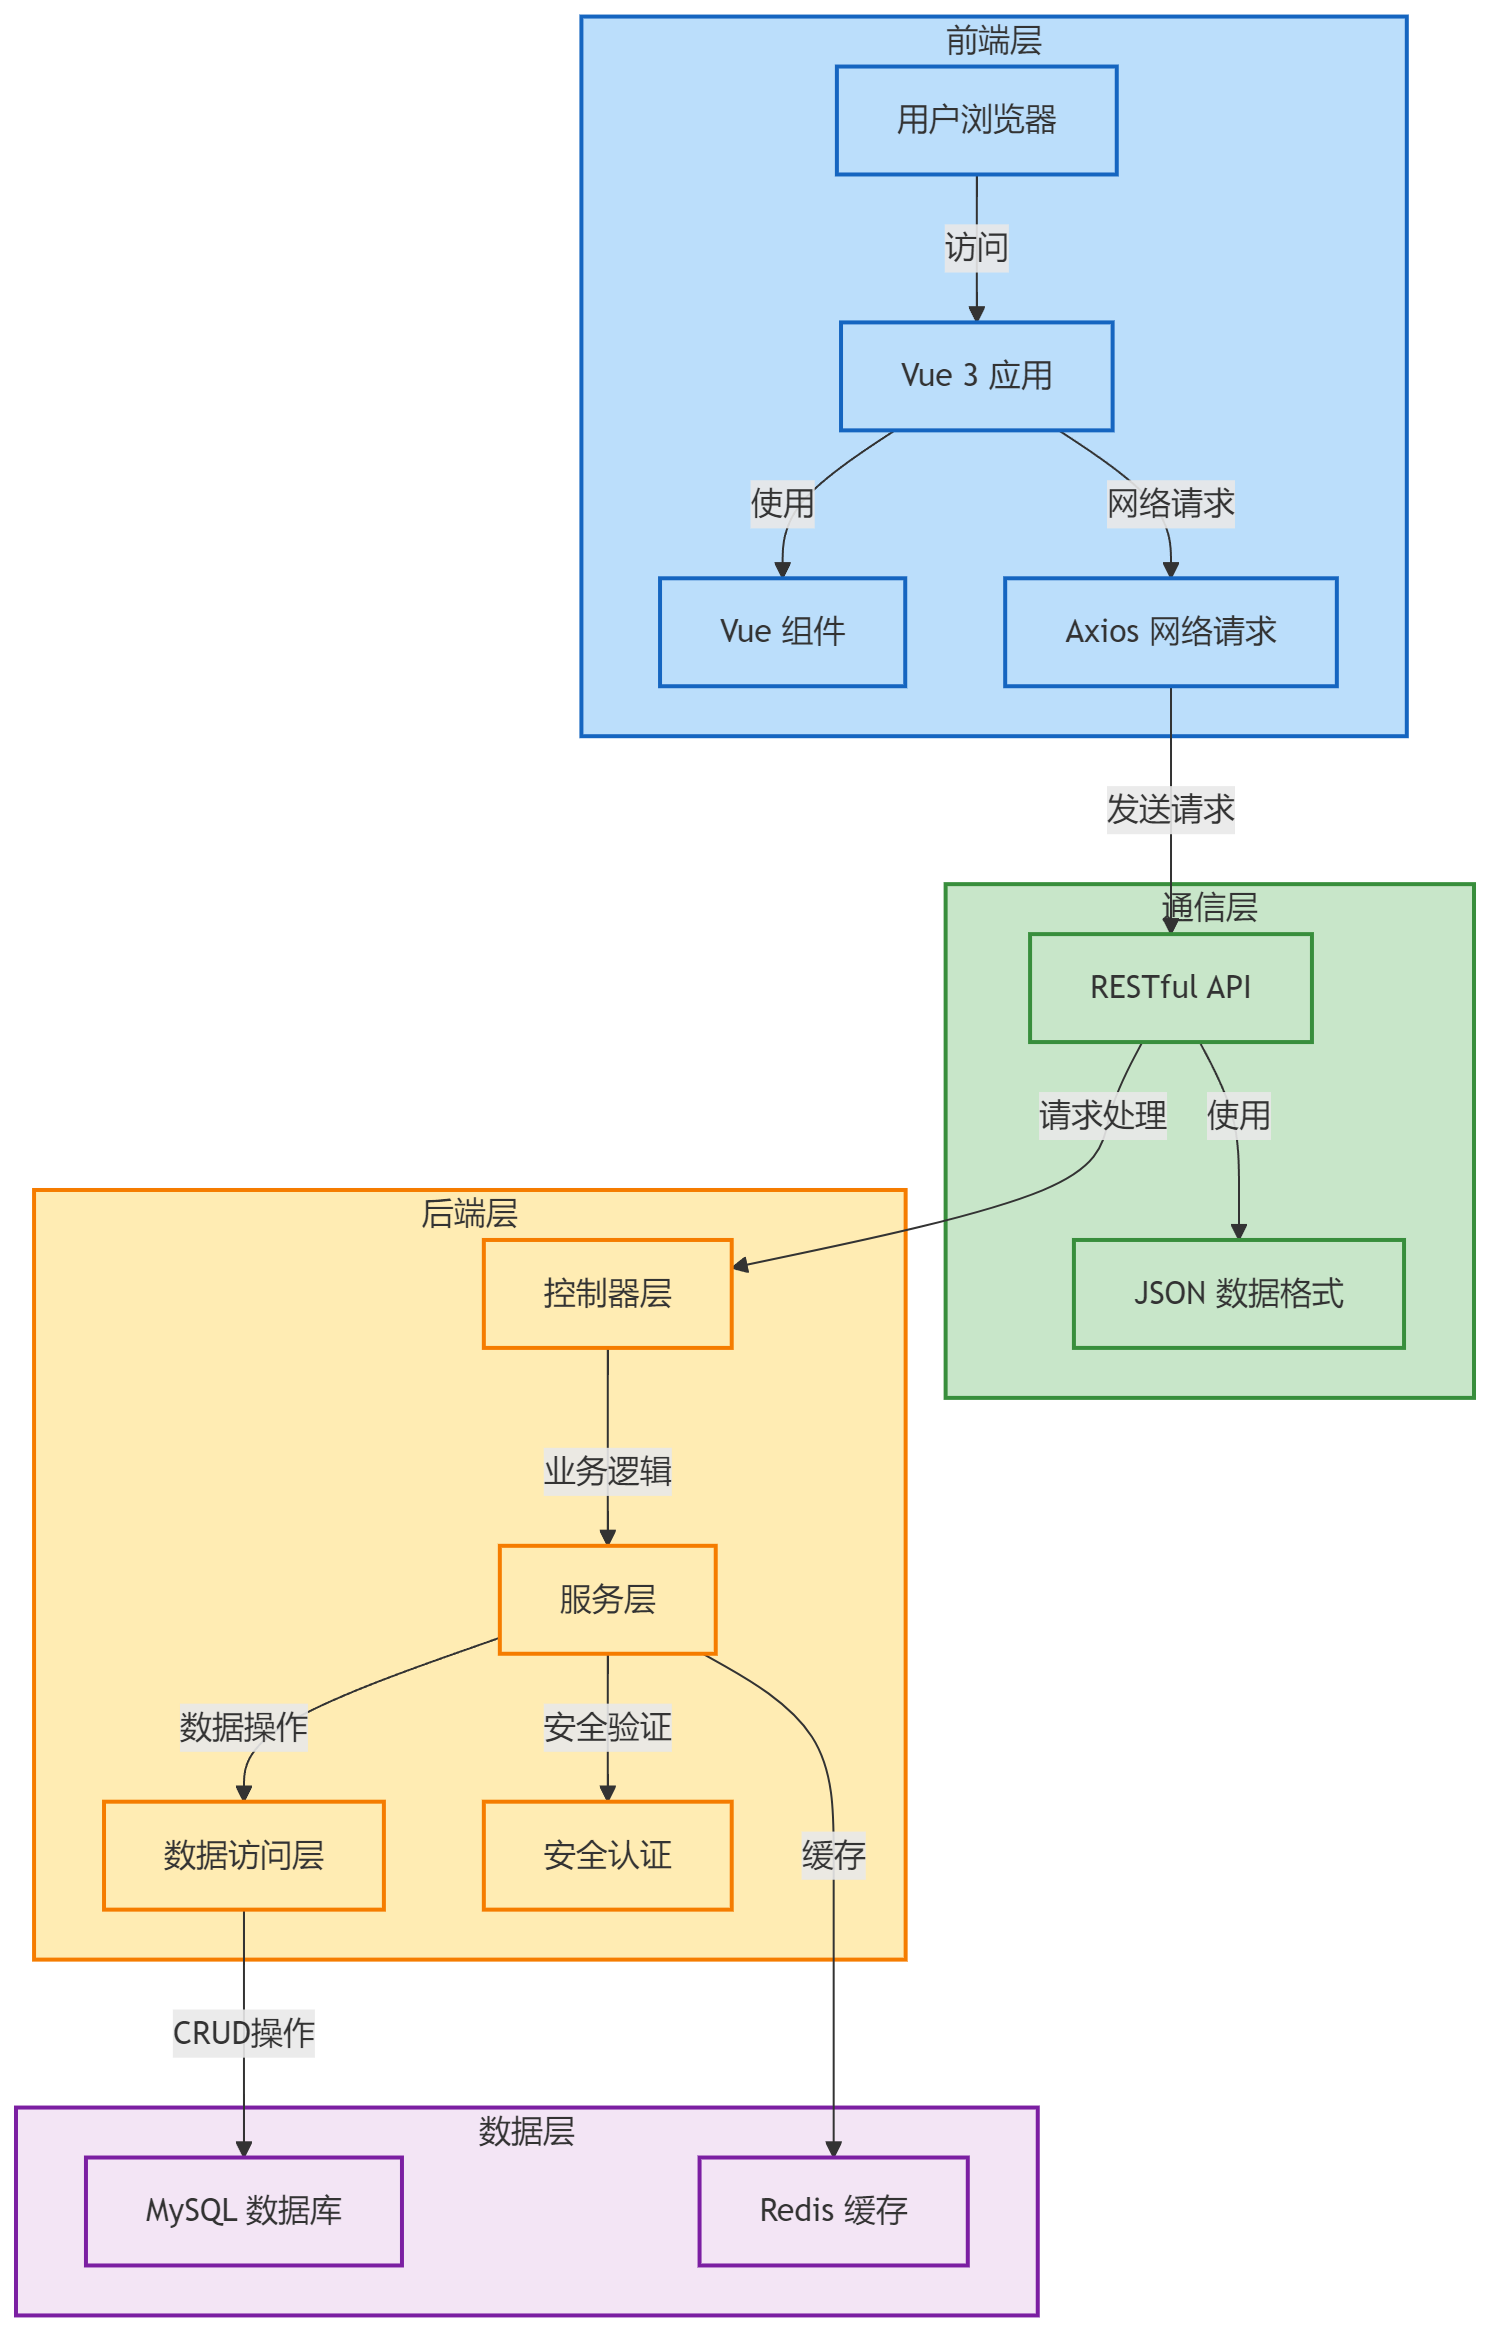 前端层
用户浏览器
访问
Vue 3 应用
使用
网络请求
Vue 组件
Axios 网络请求
发送请求
通信层
RESTful API
请求处理
使用
JSON 数据格式
后端层
控制器层
业务逻辑
服务层
数据操作
安全验证
缓存
数据访问层
安全认证
CRUD操作
数据层
MySQL 数据库
Redis 缓存